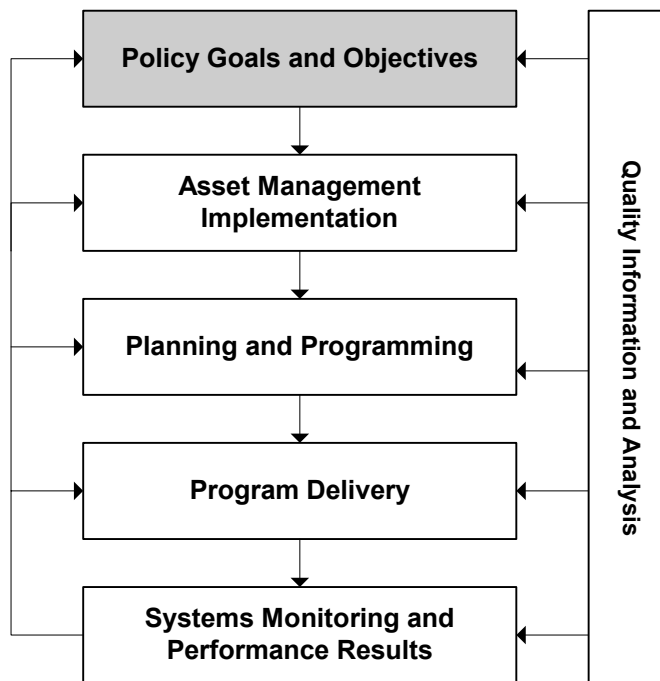 Policy Goals and Objectives
Asset Management
Implementation
Planning and Programming
Program Delivery
Systems Monitoring and
Performance Results
Quality Information and Analysis